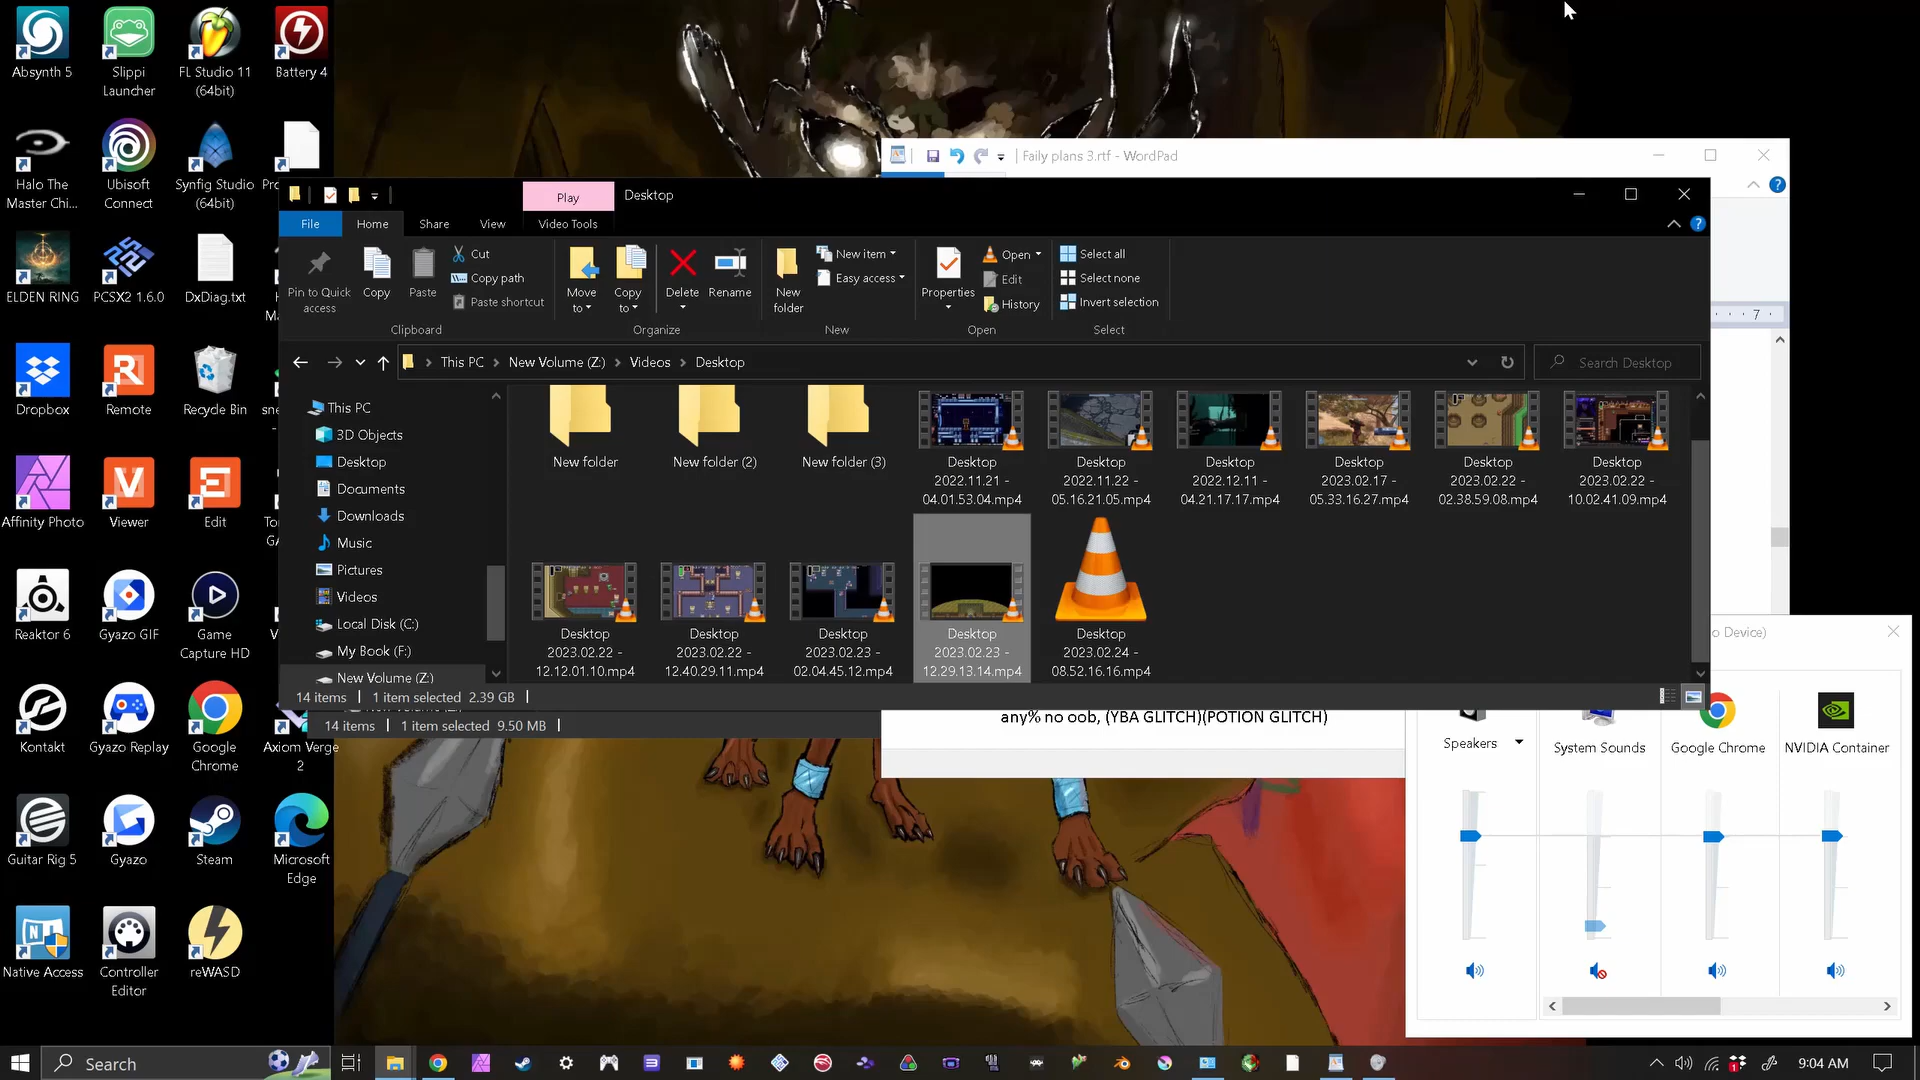 Absynth 5
Slippi
Launcher
FL Studio 11
(64bit)
Battery 4
Halo The
Master Chi...
Ubisoft
Connect
Synfig Studio
(64bit)
ELDEN RING
PCSX2 1.6.0
DxDiag.txt
Dropbox
Remote
Recycle Bin
Affinity Photo
Viewer
Edit
Reaktor 6
Gyazo GIF
Game
Capture HD
Kontakt
Gyazo Replay
Google
Chrome
Axiom Verge
2
Guitar Rig 5
Gyazo
Steam
Microsoft
Edge
Native Access
Controller
Editor
reWASD
Faily plans 3.rtf - WordPad
7
Play
Desktop
File
Home
Share
View
Video Tools
Pin to Quick
access
Copy
Paste
Cut
Copy path
Paste shortcut
Clipboard
Move
to
Copy
to
Delete
Rename
Organize
New
folder
New item
Easy access
New
Properties
Open
Edit
History
Open
Select all
Select none
Invert selection
Select
This PC > New Volume (Z:) > Videos > Desktop
Search Desktop
This PC
3D Objects
Desktop
Documents
Downloads
Music
Pictures
Videos
Local Disk (C:)
My Book (F:)
New Volume (Z:)
New folder
New folder (2)
New folder (3)
Desktop
2022.11.21 -
04.01.53.04.mp4
Desktop
2022.11.22 -
05.16.21.05.mp4
Desktop
2022.12.11 -
04.21.17.17.mp4
Desktop
2023.02.17 -
05.33.16.27.mp4
Desktop
2023.02.22 -
02.38.59.08.mp4
Desktop
2023.02.22 -
10.02.41.09.mp4
Desktop
2023.02.22 -
12.12.01.10.mp4
Desktop
2023.02.22 -
12.40.29.11.mp4
Desktop
2023.02.23 -
02.04.45.12.mp4
Desktop
2023.02.23 -
12.29.13.14.mp4
Desktop
2023.02.24 -
08.52.16.16.mp4
14 items
1 item selected 2.39 GB
14 items
1 item selected 9.50 MB
any% no oob, (YBA GLITCH)(POTION GLITCH)
Device)
Speakers
System Sounds
Google Chrome
NVIDIA Container
Search
9:04 AM